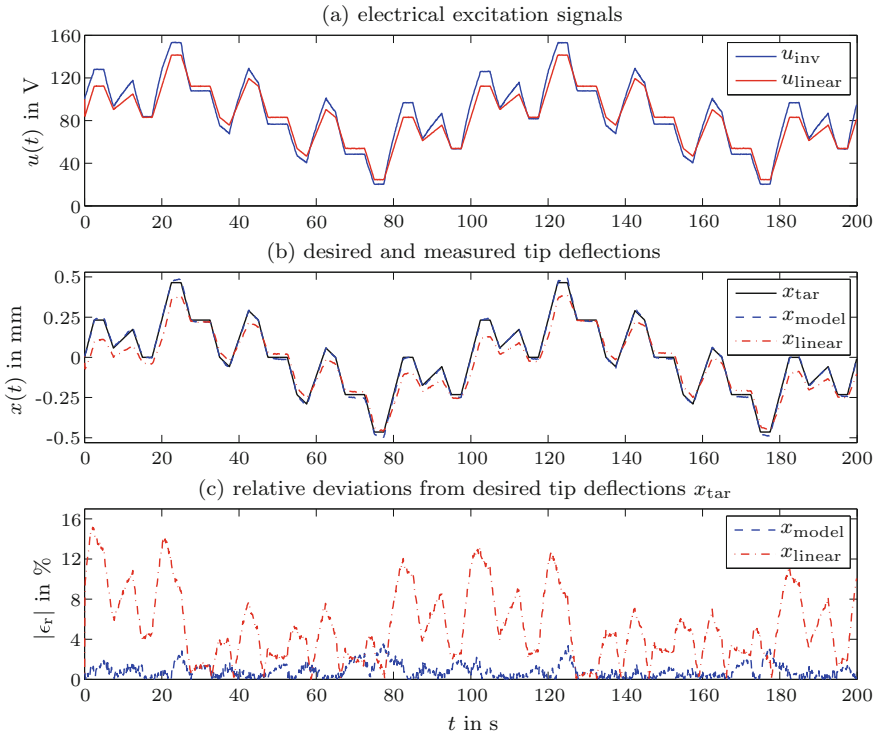 (a) electrical excitation signals
u(t) in V
160
120
80
40
0
u_inv
u_linear
0 20 40 60 80 100 120 140 160 180 200
(b) desired and measured tip deflections
x(t) in mm
0.5
0.25
0
-0.25
-0.5
x_tar
x_model
x_linear
0 20 40 60 80 100 120 140 160 180 200
(c) relative deviations from desired tip deflections x_tar
|ϵ_r| in %
16
12
8
4
0
x_model
x_linear
0 20 40 60 80 100 120 140 160 180 200
t in s